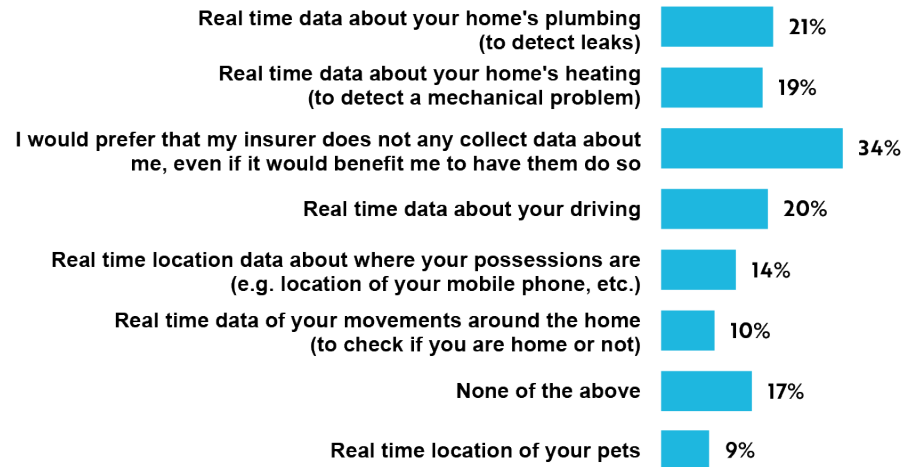 Real time data about your home's plumbing
(to detect leaks)
21%
Real time data about your home's heating
(to detect a mechanical problem)
19%
I would prefer that my insurer does not any collect data about
me, even if it would benefit me to have them do so
34%
Real time data about your driving
20%
Real time location data about where your possessions are
(e.g. location of your mobile phone, etc.)
14%
Real time data of your movements around the home
(to check if you are home or not)
10%
None of the above
17%
Real time location of your pets
9%